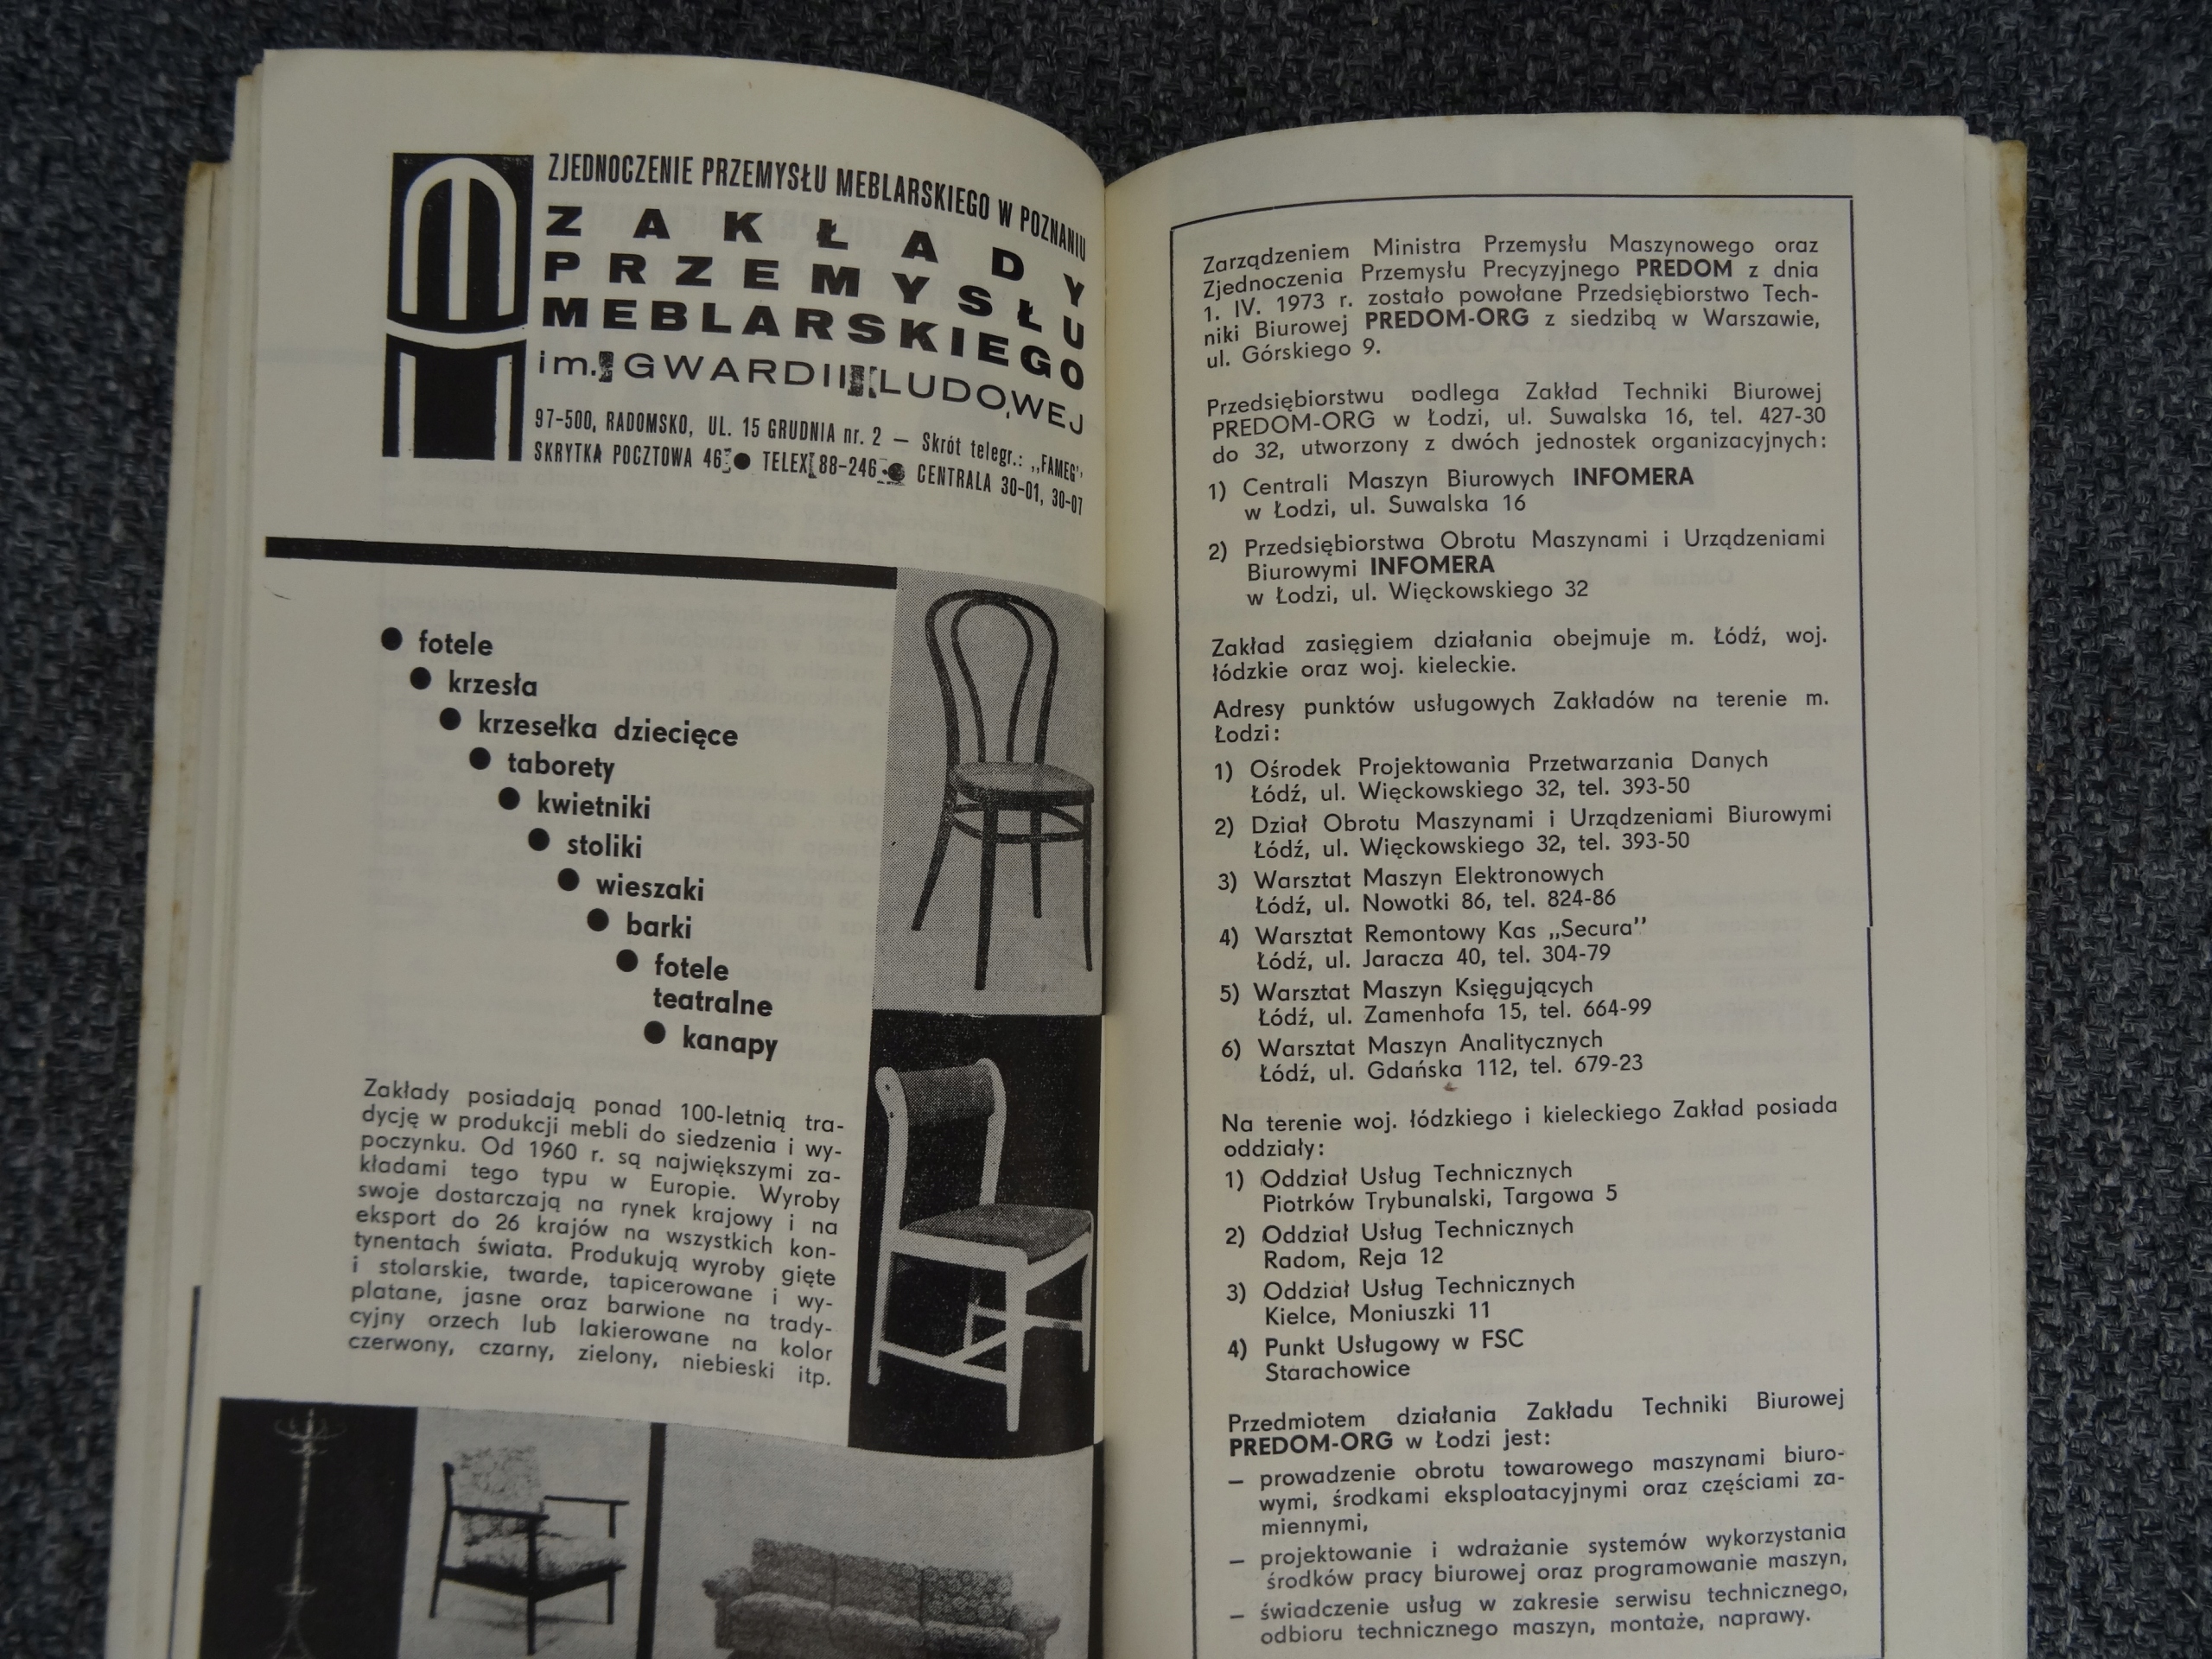 ZJEDNOCZENIE PRZEMYSŁU MEBLARSKIEGO W POZNANIU
ZAKŁADY
PRZEMYSŁU
MEBLARSKIEGO
im. GWARDII LUDOWEJ
97-500, RADOMSKO, UL. 15 GRUDNIA nr. 2 — Skrót telegr.: „FAMEG”
SKRYTKA POCZTOWA 46 ● TELEX 88-246 ● CENTRALA 30-01, 30-07
● fotele
● krzesła
● krzesełka dziecięce
● taborety
● kwietniki
● stoliki
● wieszaki
● barki
● fotele
teatralne
● kanapy
Zakłady posiadają ponad 100-letnią tra-
dycję w produkcji mebli do siedzenia i wy-
poczynku. Od 1960 r. są największymi za-
kładami tego typu w Europie. Wyroby
swoje dostarczają na rynek krajowy i na
eksport do 26 krajów na wszystkich kon-
tynentach świata. Produkują wyroby gięte
i stolarskie, twarde, tapicerowane i wy-
platane, jasne oraz barwione na trady-
cyjny orzech lub lakierowane na kolor
czerwony, czarny, zielony, niebieski itp.
Zarządzeniem Ministra Przemysłu Maszynowego oraz
Zjednoczenia Przemysłu Precyzyjnego PREDOM z dnia
1. IV. 1973 r. zostało powołane Przedsiębiorstwo Tech-
niki Biurowej PREDOM-ORG z siedzibą w Warszawie,
ul. Górskiego 9.
Przedsiębiorstwu podlega Zakład Techniki Biurowej
PREDOM-ORG w Łodzi, ul. Suwalska 16, tel. 427-30
do 32, utworzony z dwóch jednostek organizacyjnych:
1) Centrali Maszyn Biurowych INFOMERA
w Łodzi, ul. Suwalska 16
2) Przedsiębiorstwa Obrotu Maszynami i Urządzeniami
Biurowymi INFOMERA
w Łodzi, ul. Więckowskiego 32
Zakład zasięgiem działania obejmuje m. Łódź, woj.
łódzkie oraz woj. kieleckie.
Adresy punktów usługowych Zakładów na terenie m.
Łodzi:
1) Ośrodek Projektowania Przetwarzania Danych
Łódź, ul. Więckowskiego 32, tel. 393-50
2) Dział Obrotu Maszynami i Urządzeniami Biurowymi
Łódź, ul. Więckowskiego 32, tel. 393-50
3) Warsztat Maszyn Elektronowych
Łódź, ul. Nowotki 86, tel. 824-86
4) Warsztat Remontowy Kas „Secura”
Łódź, ul. Jaracza 40, tel. 304-79
5) Warsztat Maszyn Księgujących
Łódź, ul. Zamenhofa 15, tel. 664-99
6) Warsztat Maszyn Analitycznych
Łódź, ul. Gdańska 112, tel. 679-23
Na terenie woj. łódzkiego i kieleckiego Zakład posiada
oddziały:
1) Oddział Usług Technicznych
Piotrków Trybunalski, Targowa 5
2) Oddział Usług Technicznych
Radom, Reja 12
3) Oddział Usług Technicznych
Kielce, Moniuszki 11
4) Punkt Usługowy w FSC
Starachowice
Przedmiotem działania Zakładu Techniki Biurowej
PREDOM-ORG w Łodzi jest:
— prowadzenie obrotu towarowego maszynami biuro-
wymi, środkami eksploatacyjnymi oraz częściami za-
miennymi,
— projektowanie i wdrażanie systemów wykorzystania
środków pracy biurowej oraz programowanie maszyn,
— świadczenie usług w zakresie serwisu technicznego,
odbioru technicznego maszyn, montaże, naprawy.